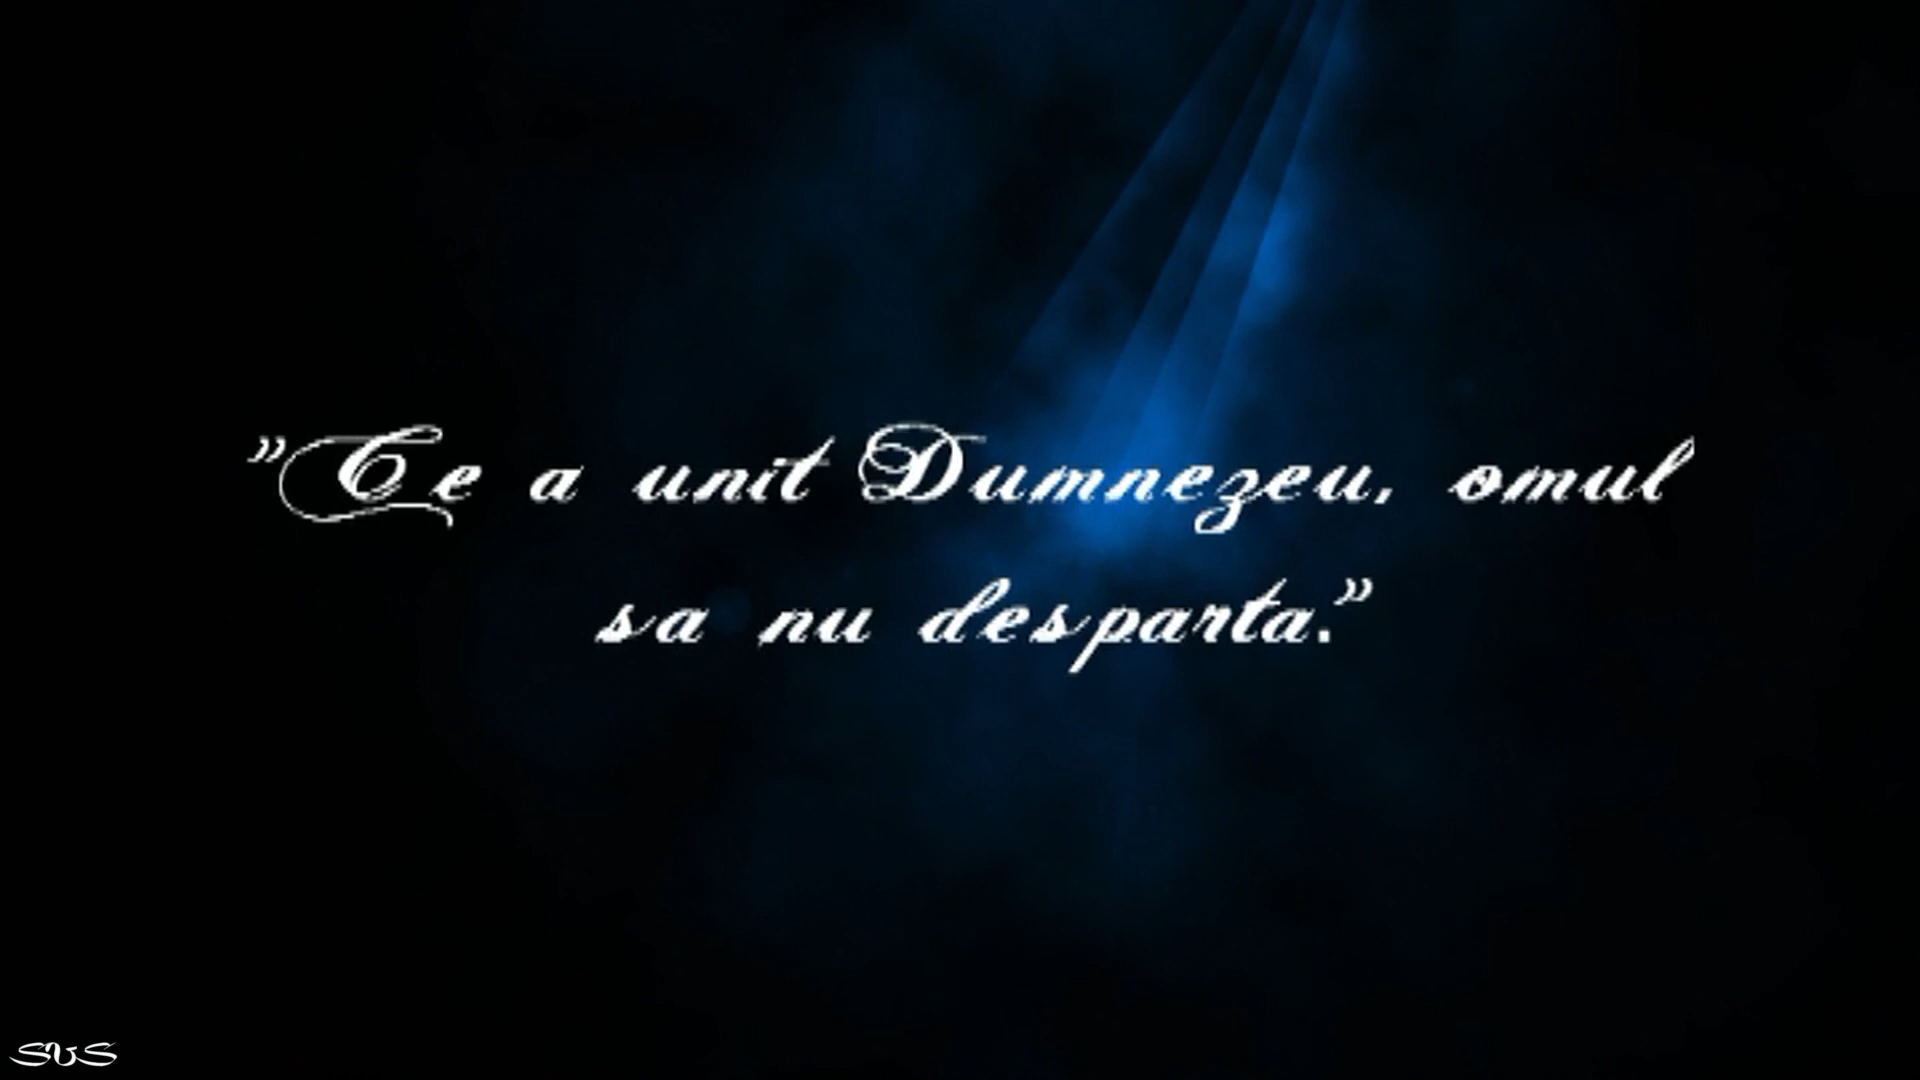 ”Ce a unit Dumnezeu, omul
sa nu desparta.”
SUS